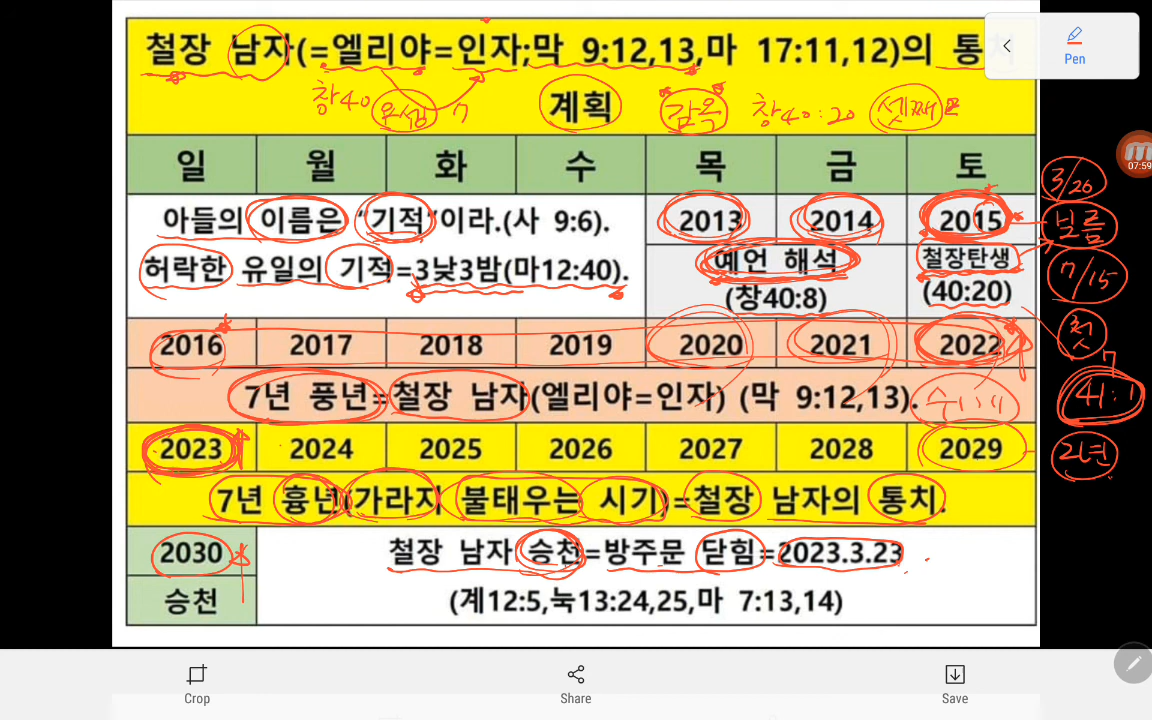 철장 남자(=엘리야=인자;막 9:12,13,마 17:11,12)의 통
창40 요셉 7 계획 감옥 창40:20 셋째
일 월 화 수 목 금 토
아들의 이름은 "기적"이라.(사 9:6).
허락한 유일의 기적=3낮3밤(마12:40).
2013 2014 2015
예언 해석 철장탄생
(창40:8) (40:20)
2016 2017 2018 2019 2020 2021 2022
7년 풍년=철장 남자(엘리야=인자) (막 9:12,13).
2023 2024 2025 2026 2027 2028 2029
7년 흉년(가라지 불태우는 시기)=철장 남자의 통치.
2030 철장 남자 승천=방주문 닫힘=2023.3.23
승천 (계12:5,눅13:24,25,마 7:13,14)
3/26
보름
7/15
첫
7
41:1
2년
Pen
07:59
Crop Share Save